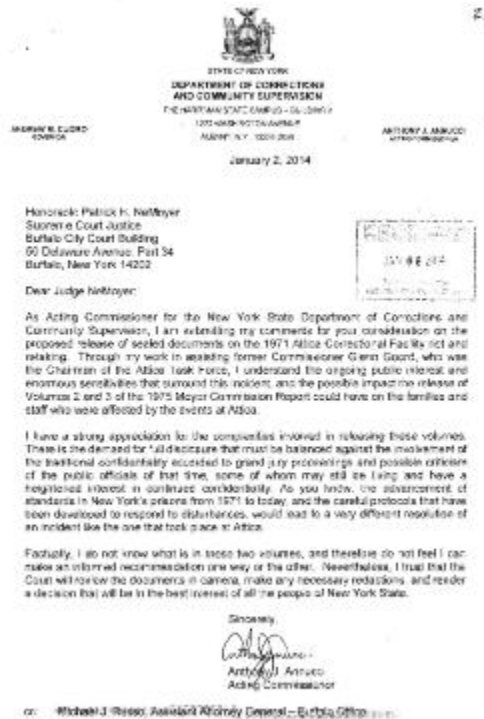 STATE OF NEW YORK
DEPARTMENT OF CORRECTIONS
AND COMMUNITY SUPERVISION
THE HARRIMAN STATE CAMPUS –
1220 WASHINGTON AVENUE
ALBANY, N.Y.
ANDREW M. CUOMO
GOVERNOR
ANTHONY J. ANNUCCI
ACTING COMMISSIONER
January 2, 2014
Honorable Patrick H. NeMoyer
Supreme Court Justice
Buffalo City Court Building
50 Delaware Avenue, Part 34
Buffalo, New York 14202
Dear Judge NeMoyer:
As Acting Commissioner for the New York State Department of Corrections and
Community Supervision, I am submitting my comments for your consideration on the
proposed release of sealed documents on the 1971 Attica Correctional Facility riot and
retaking. Through my work in assisting former Commissioner Glenn Goord, who was
the Chairman of the Attica Task Force, I understand the ongoing public interest and
enormous sensitivities that surround this incident, and the possible impact the release of
Volumes 2 and 3 of the 1975 Meyer Commission Report could have on the families and
staff who were affected by the events at Attica.
I have a strong appreciation for the complexities involved in releasing these volumes.
There is the demand for full disclosure that must be balanced against the involvement of
the traditional confidentiality accorded to grand jury proceedings and possible criticism
of the public officials of that time, some of whom may still be living and have a
heightened interest in continued confidentiality. As you know, the advancement of
standards in New York's prisons from 1971 to today, and the careful protocols that have
been developed to respond to disturbances, would lead to a very different resolution of
an incident like the one that took place at Attica.
Factually, I do not know what is in these two volumes, and therefore do not feel I can
make an informed recommendation one way or the other. Nevertheless, I trust that the
Court will review the documents in camera, make any necessary redactions, and render
a decision that will be in the best interest of all the people of New York State.
Sincerely,
Anthony J. Annucci
Acting Commissioner
cc: Michael J. Russo, Assistant Attorney General – Buffalo Office